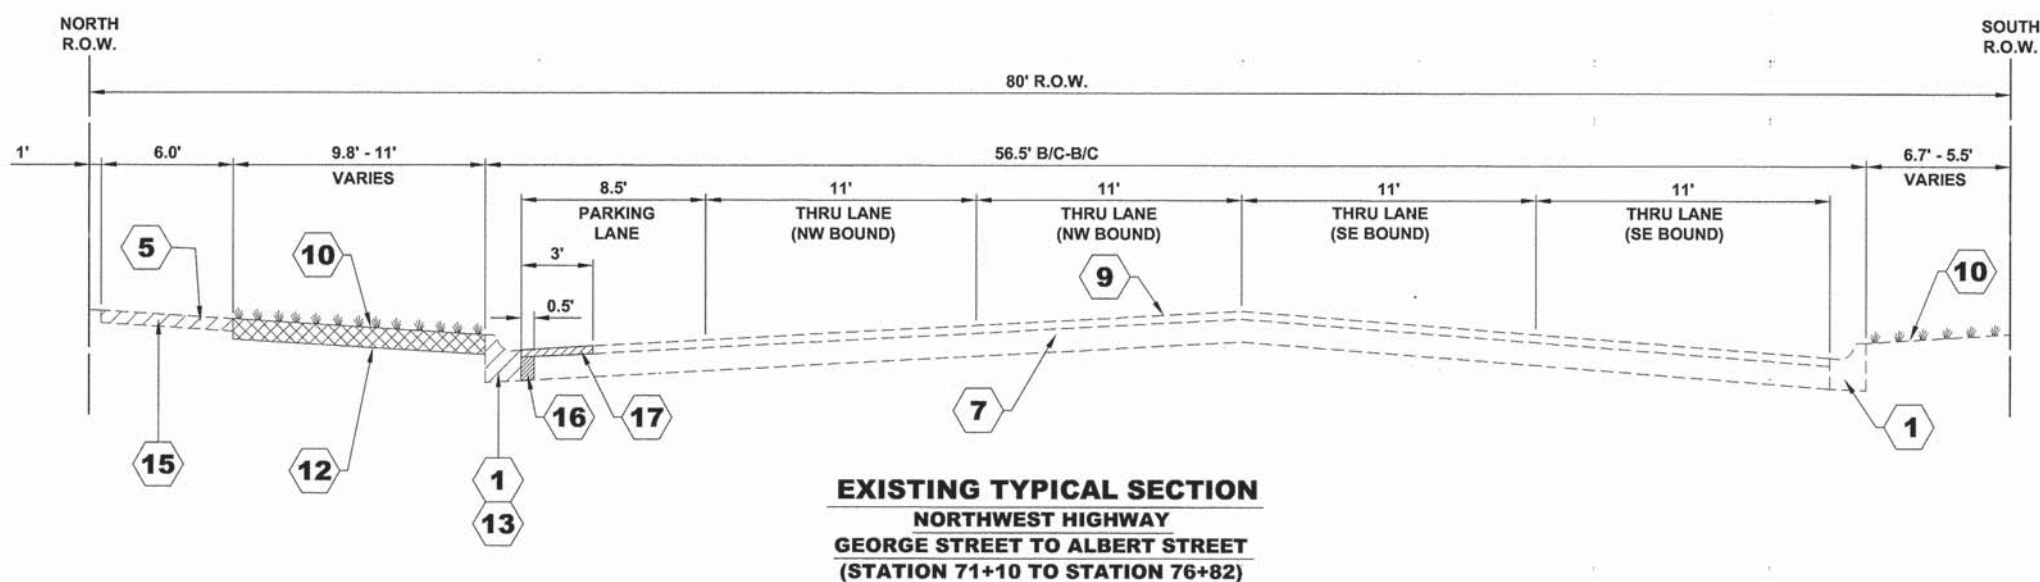 NORTH
R.O.W.
SOUTH
R.O.W.
80' R.O.W.
1'
6.0'
9.8' - 11'
VARIES
56.5' B/C-B/C
6.7' - 5.5'
VARIES
8.5'
PARKING
LANE
11'
THRU LANE
(NW BOUND)
11'
THRU LANE
(NW BOUND)
11'
THRU LANE
(SE BOUND)
11'
THRU LANE
(SE BOUND)
3'
0.5'
5
10
9
10
15
12
16
17
7
1
1
13
EXISTING TYPICAL SECTION
NORTHWEST HIGHWAY
GEORGE STREET TO ALBERT STREET
(STATION 71+10 TO STATION 76+82)